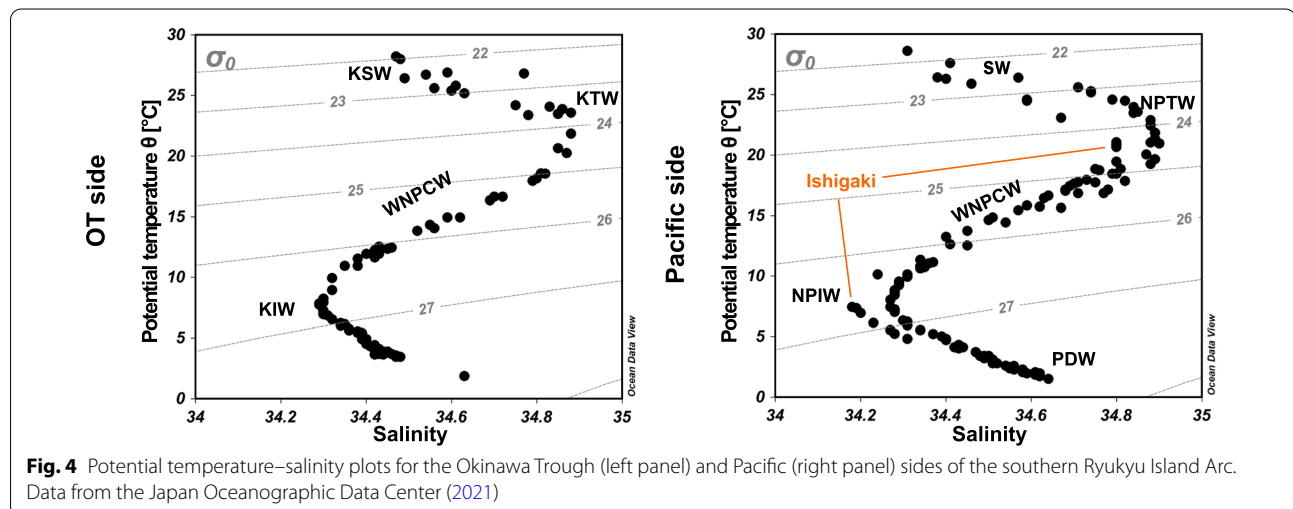 OT side
Potential temperature θ [°C]
30
25
20
15
10
5
0
σ0
22
KSW
23
KTW
24
25
WNPCW
26
KIW
27
Ocean Data View
34
34.2
34.4
34.6
34.8
35
Salinity
Pacific side
Potential temperature θ [°C]
30
25
20
15
10
5
0
σ0
22
SW
23
NPTW
24
Ishigaki
25
WNPCW
26
NPIW
27
PDW
Ocean Data View
34
34.2
34.4
34.6
34.8
35
Salinity
Fig. 4 Potential temperature–salinity plots for the Okinawa Trough (left panel) and Pacific (right panel) sides of the southern Ryukyu Island Arc.
Data from the Japan Oceanographic Data Center (2021)